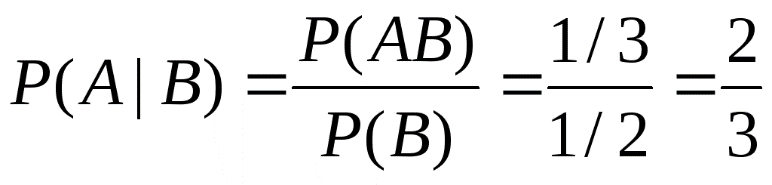 P(A | B) = P(AB) / P(B) = 1/3 / 1/2 = 2/3